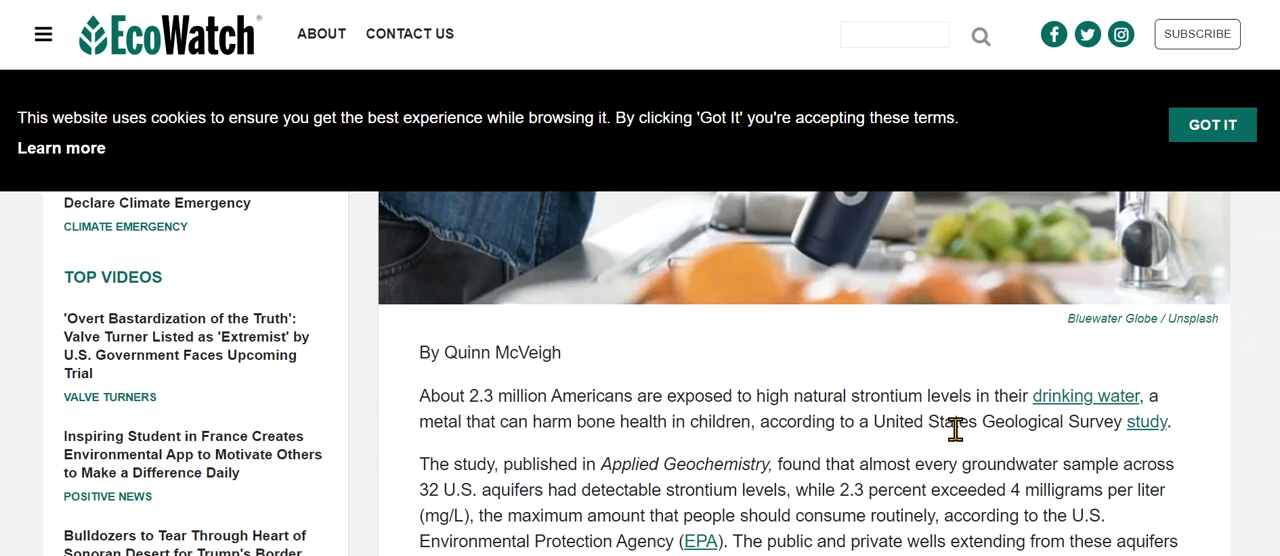 EcoWatch®
ABOUT
CONTACT US
SUBSCRIBE
This website uses cookies to ensure you get the best experience while browsing it. By clicking 'Got It' you're accepting these terms.
Learn more
GOT IT
Declare Climate Emergency
CLIMATE EMERGENCY
TOP VIDEOS
'Overt Bastardization of the Truth':
Valve Turner Listed as 'Extremist' by
U.S. Government Faces Upcoming
Trial
VALVE TURNERS
Inspiring Student in France Creates
Environmental App to Motivate Others
to Make a Difference Daily
POSITIVE NEWS
Bulldozers to Tear Through Heart of
Sonoran Desert for Trump's Border
Bluewater Globe / Unsplash
By Quinn McVeigh
About 2.3 million Americans are exposed to high natural strontium levels in their drinking water, a
metal that can harm bone health in children, according to a United States Geological Survey study.
The study, published in Applied Geochemistry, found that almost every groundwater sample across
32 U.S. aquifers had detectable strontium levels, while 2.3 percent exceeded 4 milligrams per liter
(mg/L), the maximum amount that people should consume routinely, according to the U.S.
Environmental Protection Agency (EPA). The public and private wells extending from these aquifers